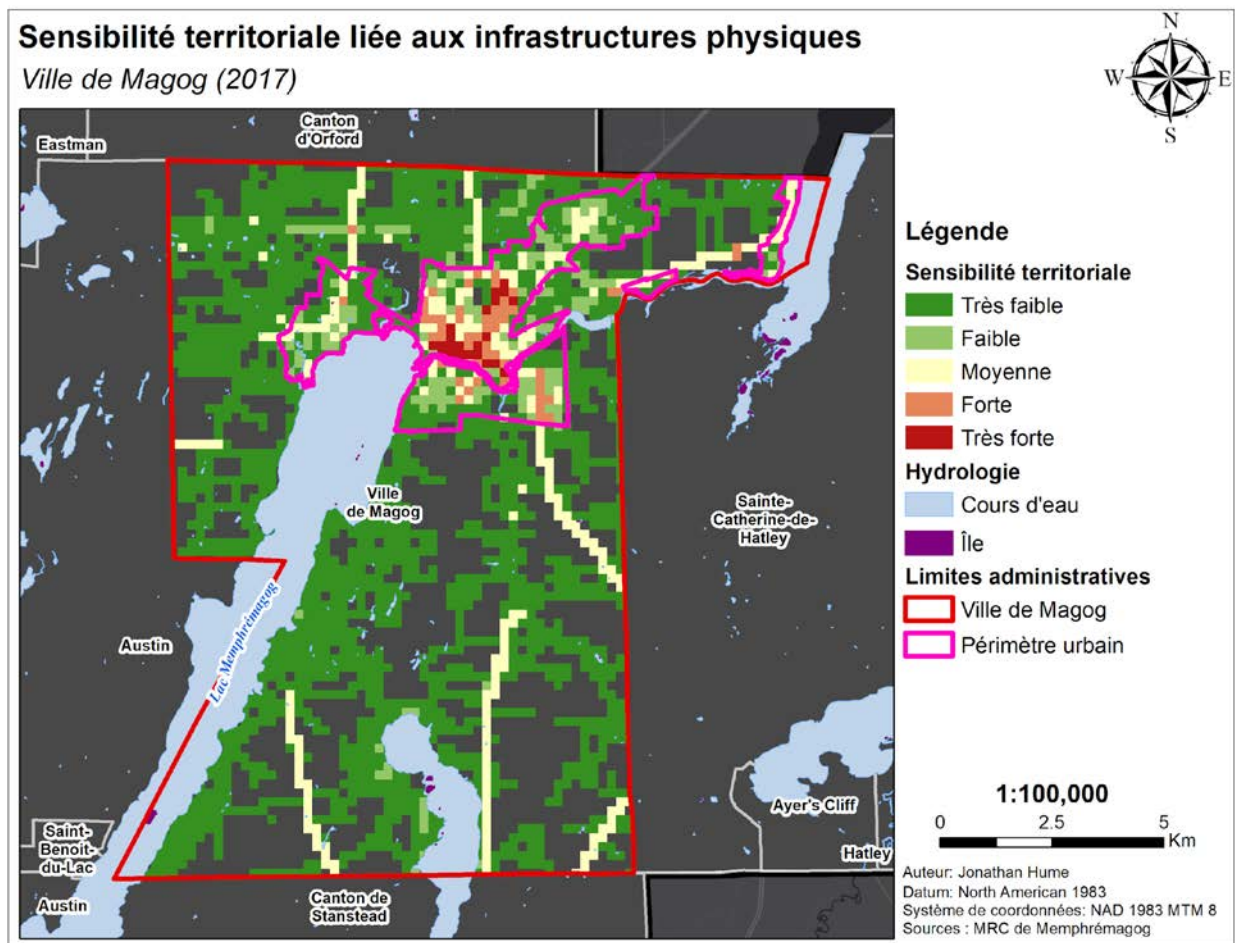 Sensibilité territoriale liée aux infrastructures physiques
Ville de Magog (2017)
N
W
E
S
Canton
d'Orford
Eastman
Ville
de Magog
Sainte-
Catherine-de-
Hatley
Austin
Lac Memphrémagog
Ayer's Cliff
Saint-
Benoit-
du-Lac
Hatley
Austin
Canton de
Stanstead
Légende
Sensibilité territoriale
Très faible
Faible
Moyenne
Forte
Très forte
Hydrologie
Cours d'eau
Île
Limites administratives
Ville de Magog
Périmètre urbain
1:100,000
0 2.5 5
Km
Auteur: Jonathan Hume
Datum: North American 1983
Système de coordonnées: NAD 1983 MTM 8
Sources : MRC de Memphrémagog